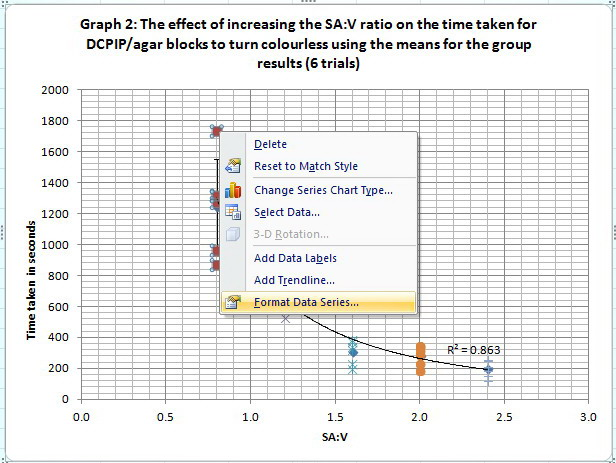 Graph 2: The effect of increasing the SA:V ratio on the time taken for
DCPIP/agar blocks to turn colourless using the means for the group
results (6 trials)
2000
1800
1600
1400
1200
1000
800
600
400
200
0
Time taken in seconds
Delete
Reset to Match Style
Change Series Chart Type...
Select Data...
3-D Rotation...
Add Data Labels
Add Trendline...
Format Data Series...
R² = 0.863
0.0 0.5 1.0 1.5 2.0 2.5 3.0
SA:V